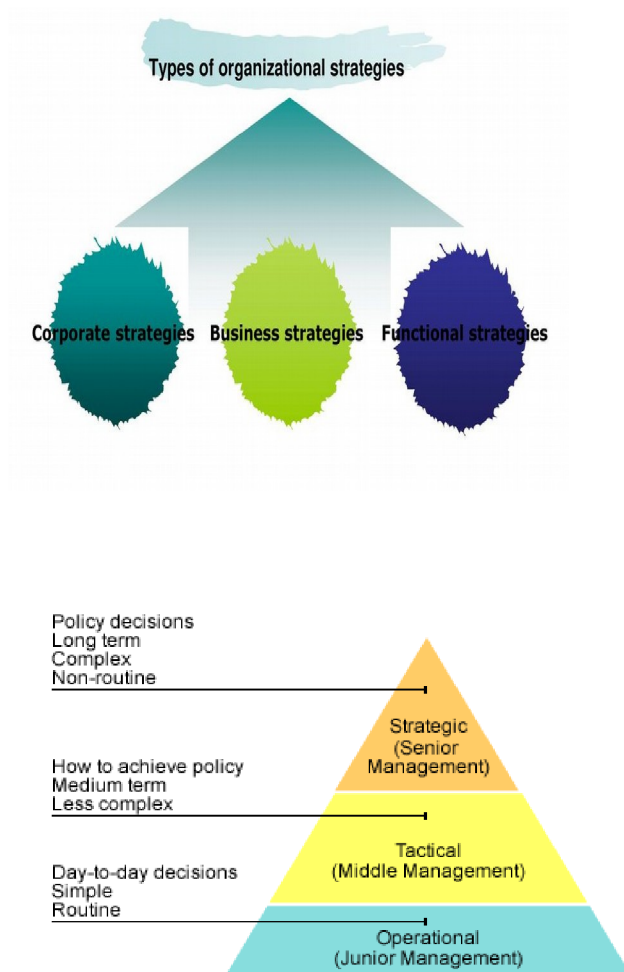 Types of organizational strategies
Corporate strategies
Business strategies
Functional strategies
Policy decisions
Long term
Complex
Non-routine
Strategic
(Senior
Management)
How to achieve policy
Medium term
Less complex
Tactical
(Middle Management)
Day-to-day decisions
Simple
Routine
Operational
(Junior Management)